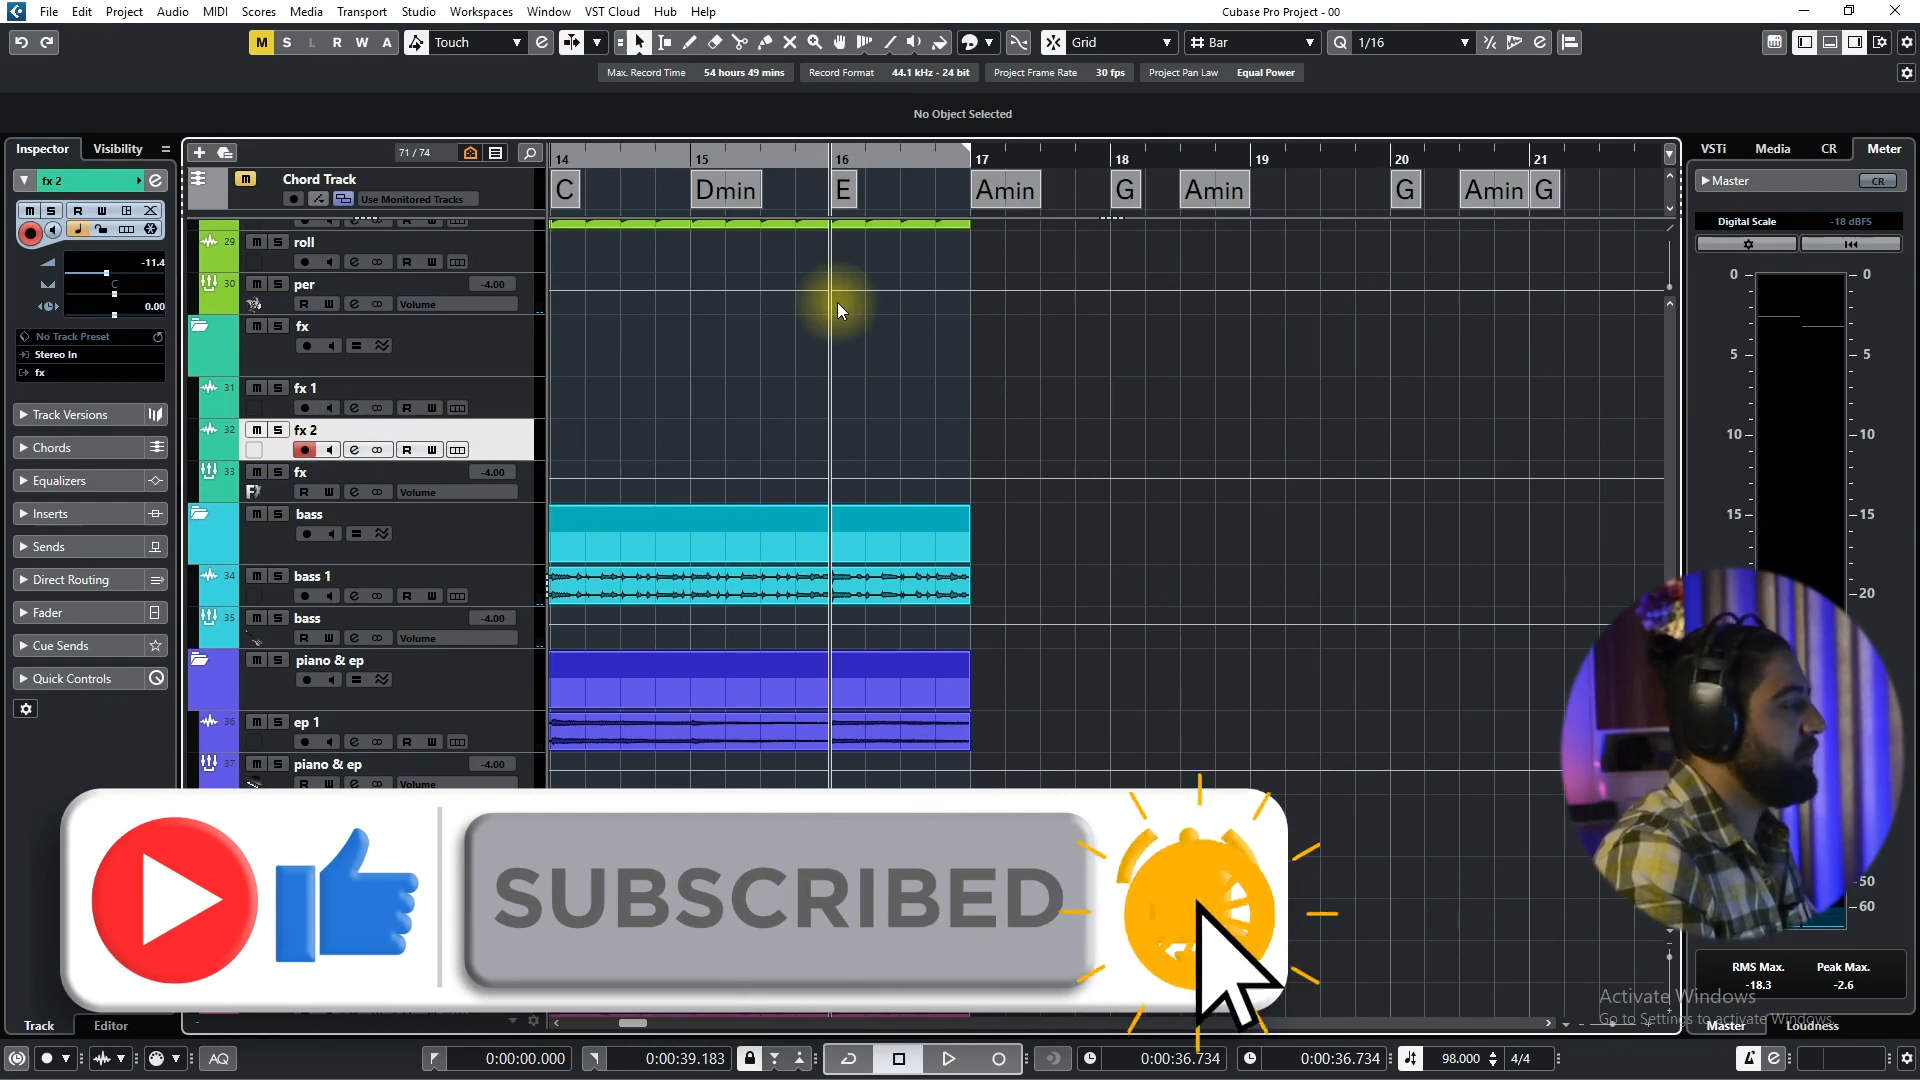 File Edit Project Audio MIDI Scores Media Transport Studio Workspaces Window VST Cloud Hub Help
Cubase Pro Project - 00
M S L R W A Touch Grid Bar Q 1/16
Max. Record Time 54 hours 49 mins Record Format 44.1 kHz - 24 bit Project Frame Rate 30 fps Project Pan Law Equal Power
No Object Selected
Inspector Visibility
71 / 74
14 15 16 17 18 19 20 21
VSTi Media CR Meter
fx 2
m Chord Track
Use Monitored Tracks
C Dmin E Amin G Amin G Amin G
Master CR
Digital Scale -18 dBFS
-11.4
C
0.00
No Track Preset
Stereo In
fx
Track Versions
Chords
Equalizers
Inserts
Sends
Direct Routing
Fader
Cue Sends
Quick Controls
29 m S roll
R W
30 m S per -4.00
R W Volume
m S fx
31 m S fx 1
R W
32 m S fx 2
R W
33 m S fx -4.00
FX R W Volume
m S bass
34 m S bass 1
R W
35 m S bass -4.00
R W Volume
m S piano & ep
36 m S ep 1
R W
37 m S piano & ep -4.00
R W Volume
0 0
5 5
10 10
15 15
20
50
60
RMS Max. Peak Max.
-18.3 -2.6
SUBSCRIBED
Activate Windows
Go to Settings to activate Windows.
Track Editor
Master Loudness
AQ 0:00:00.000 0:00:39.183 0:00:36.734 0:00:36.734 98.000 4/4